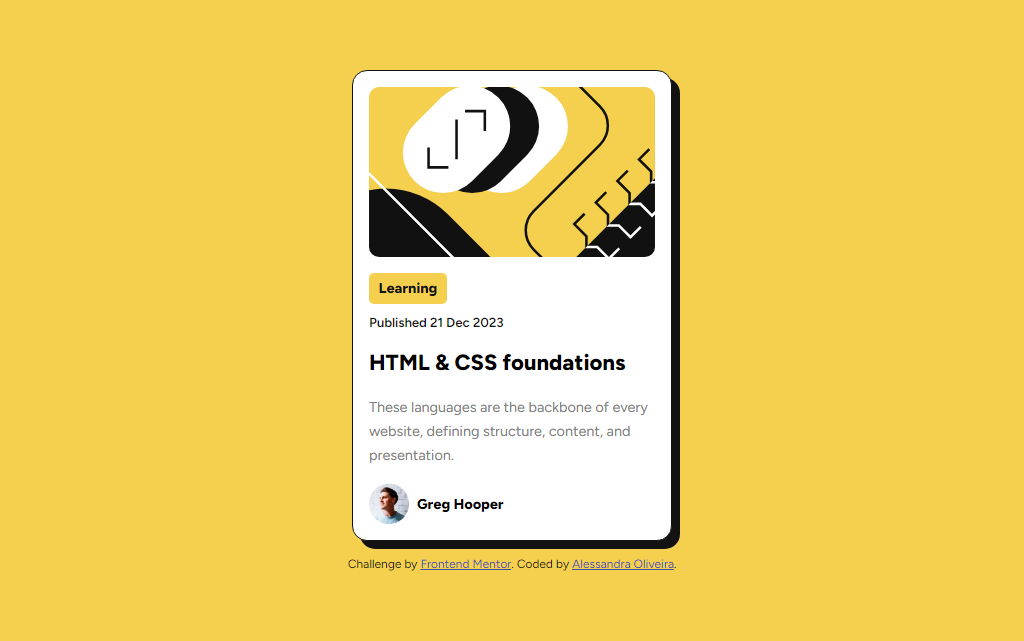 Learning
Published 21 Dec 2023
HTML & CSS foundations
These languages are the backbone of every
website, defining structure, content, and
presentation.
Greg Hooper
Challenge by Frontend Mentor. Coded by Alessandra Oliveira.